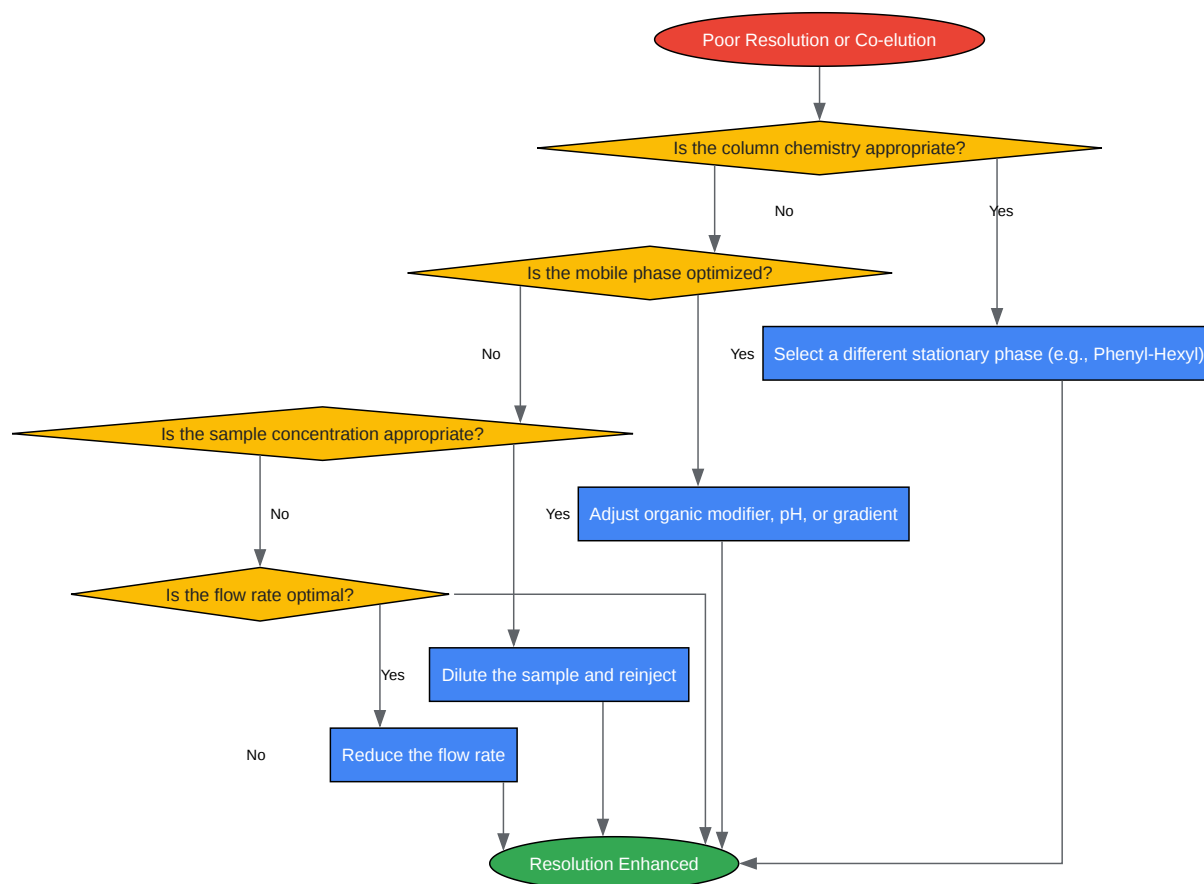 Poor Resolution or Co-elution
Is the column chemistry appropriate?
No
Yes
Is the mobile phase optimized?
No
Yes
Select a different stationary phase (e.g., Phenyl-Hexyl)
Is the sample concentration appropriate?
No
Yes
Adjust organic modifier, pH, or gradient
Is the flow rate optimal?
Yes
Dilute the sample and reinject
No
Reduce the flow rate
Resolution Enhanced